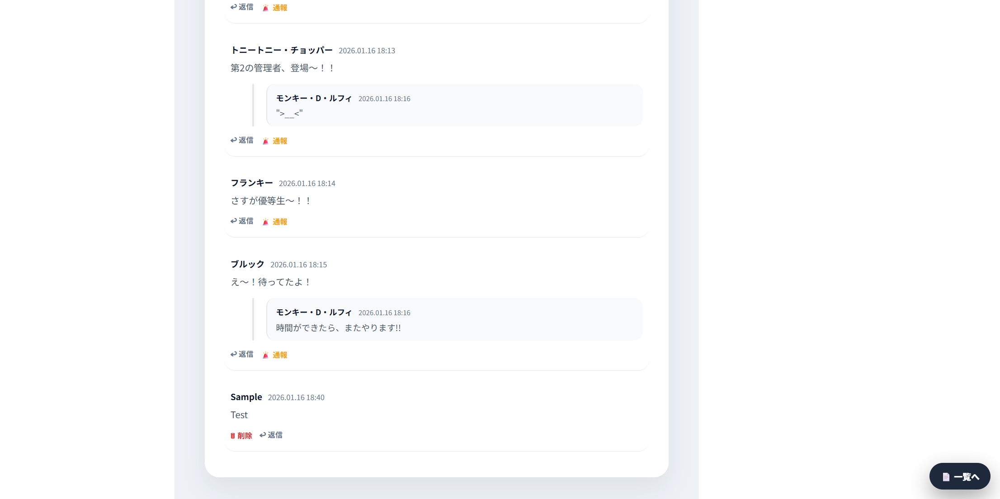 ↩ 返信 🚨 通報
トニートニー・チョッパー 2026.01.16 18:13
第2の管理者、登場～！！
モンキー・D・ルフィ 2026.01.16 18:16
">__<"
↩ 返信 🚨 通報
フランキー 2026.01.16 18:14
さすが優等生～！！
↩ 返信 🚨 通報
ブルック 2026.01.16 18:15
え～！待ってたよ！
モンキー・D・ルフィ 2026.01.16 18:16
時間ができたら、またやります!!
↩ 返信 🚨 通報
Sample 2026.01.16 18:40
Test
🗑 削除 ↩ 返信
📄 一覧へ